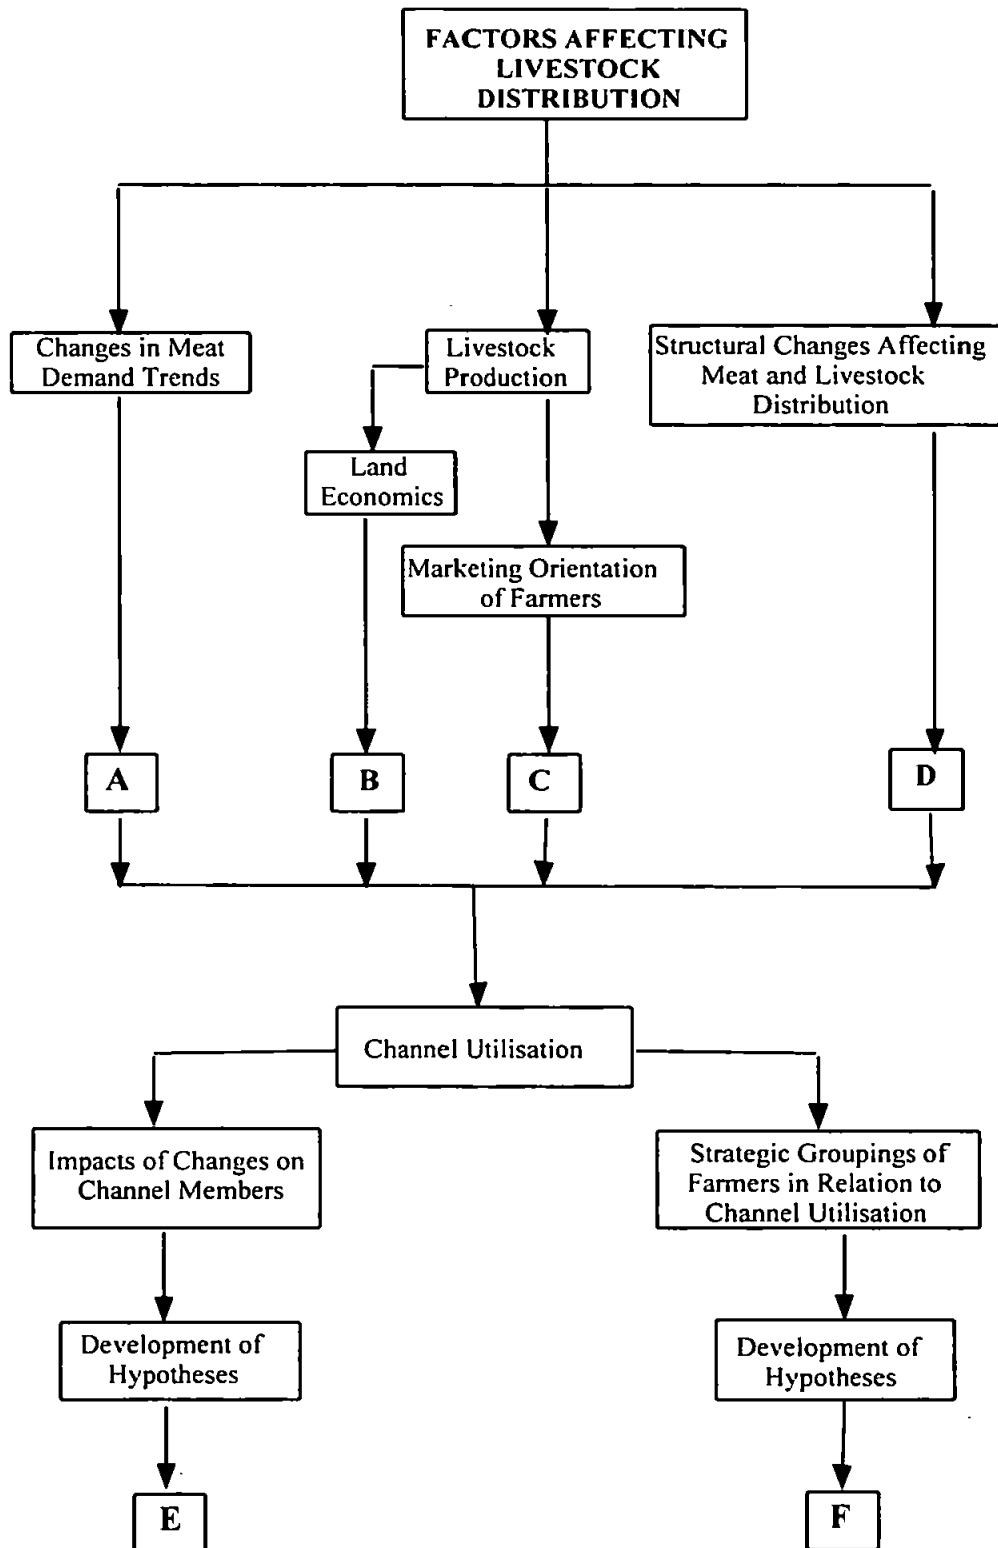 FACTORS AFFECTING
LIVESTOCK
DISTRIBUTION
Changes in Meat
Demand Trends
Livestock
Production
Structural Changes Affecting
Meat and Livestock
Distribution
Land
Economics
Marketing Orientation
of Farmers
A
B
C
D
Channel Utilisation
Impacts of Changes on
Channel Members
Strategic Groupings of
Farmers in Relation to
Channel Utilisation
Development of
Hypotheses
Development of
Hypotheses
E
F